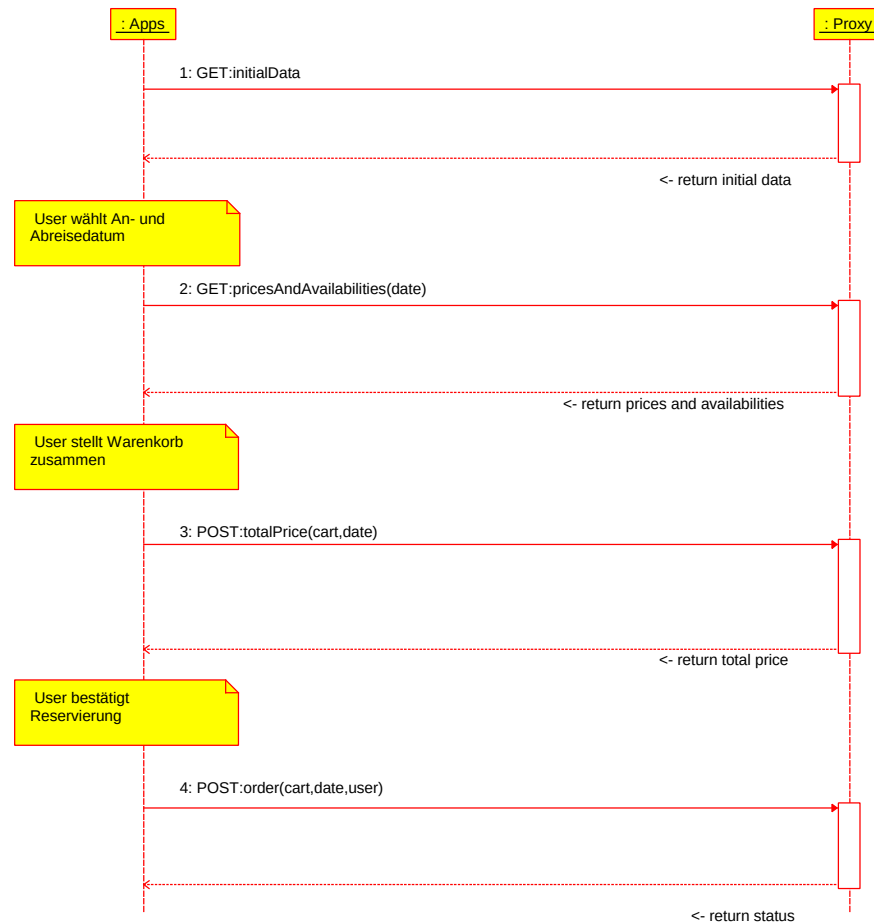 : Apps
: Proxy
1: GET:initialData
<- return initial data
User wählt An- und
Abreisedatum
2: GET:pricesAndAvailabilities(date)
<- return prices and availabilities
User stellt Warenkorb
zusammen
3: POST:totalPrice(cart,date)
<- return total price
User bestätigt
Reservierung
4: POST:order(cart,date,user)
<- return status